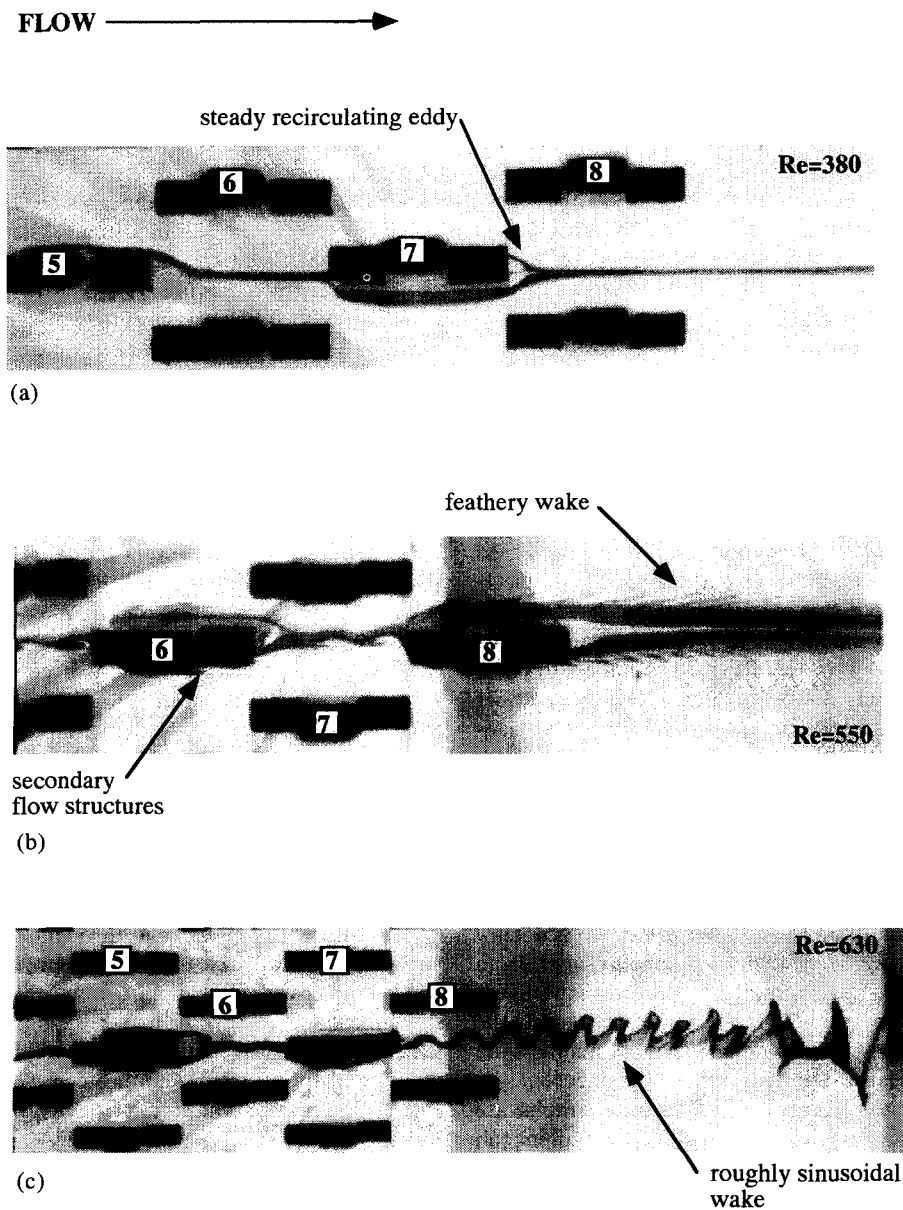 FLOW
steady recirculating eddy
6
8
Re=380
5
7
(a)
feathery wake
6
8
7
Re=550
secondary
flow structures
(b)
5
7
Re=630
6
8
roughly sinusoidal
wake
(c)